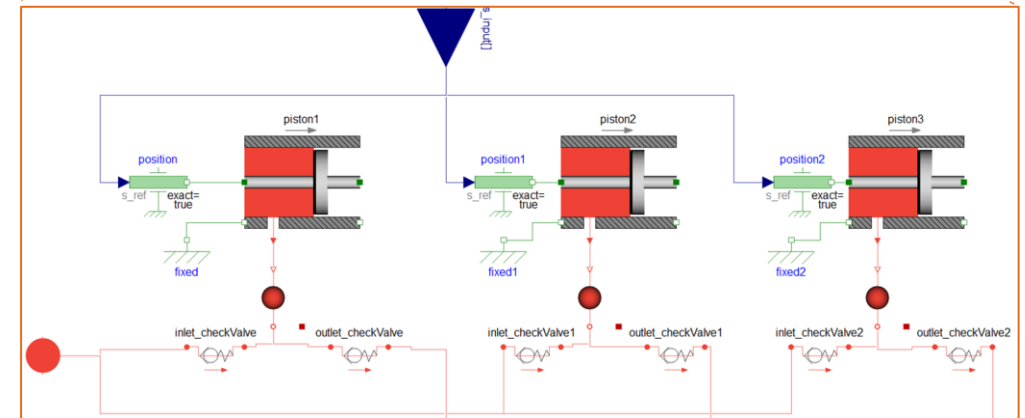 s_input[]
piston1
piston2
piston3
position
position1
position2
s_ref
exact=
true
s_ref
exact=
true
s_ref
exact=
true
fixed
fixed1
fixed2
inlet_checkValve
outlet_checkValve
inlet_checkValve1
outlet_checkValve1
inlet_checkValve2
outlet_checkValve2